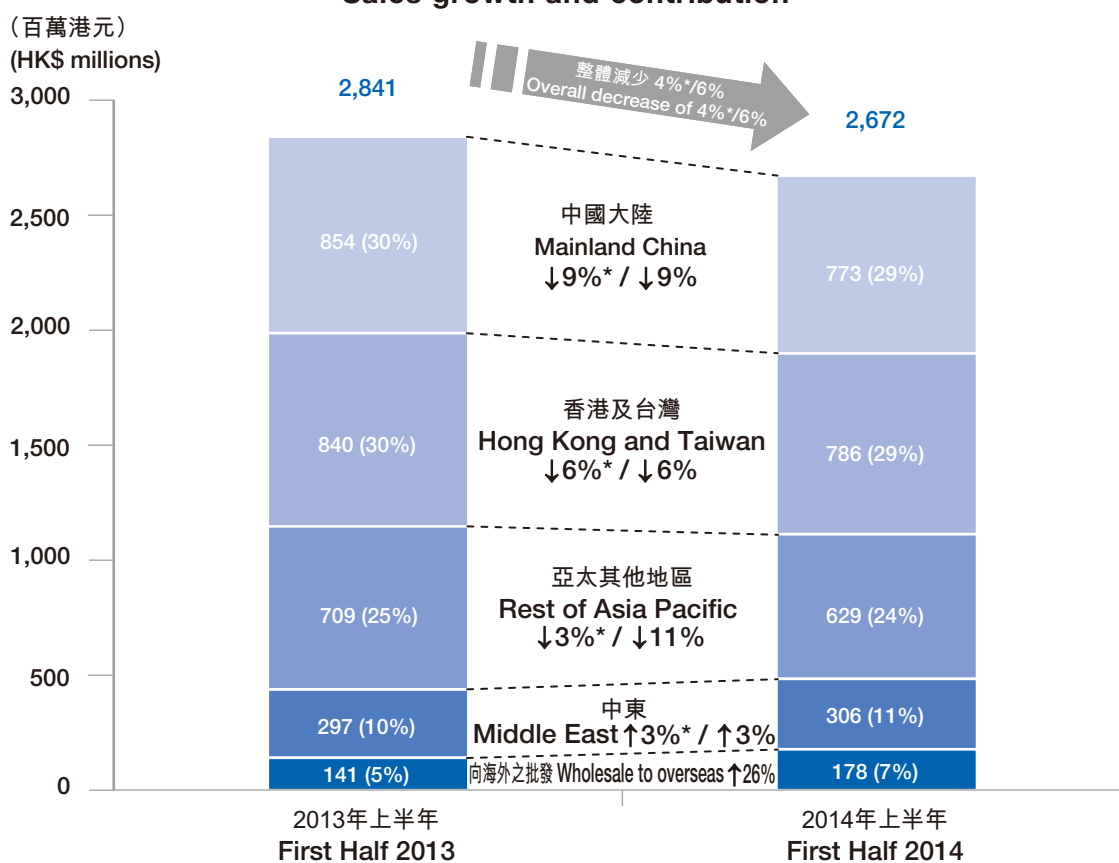 Sales growth and contribution
（百萬港元）
(HK$ millions)
整體減少 4%*/6%
Overall decrease of 4%*/6%
2,841
2,672
3,000
2,500
2,000
1,500
1,000
500
0
854 (30%)
中國大陸
Mainland China
↓9%* / ↓9%
773 (29%)
840 (30%)
香港及台灣
Hong Kong and Taiwan
↓6%* / ↓6%
786 (29%)
709 (25%)
亞太其他地區
Rest of Asia Pacific
↓3%* / ↓11%
629 (24%)
297 (10%)
中東
Middle East ↑3%* / ↑3%
306 (11%)
141 (5%)
向海外之批發 Wholesale to overseas ↑26%
178 (7%)
2013年上半年
First Half 2013
2014年上半年
First Half 2014